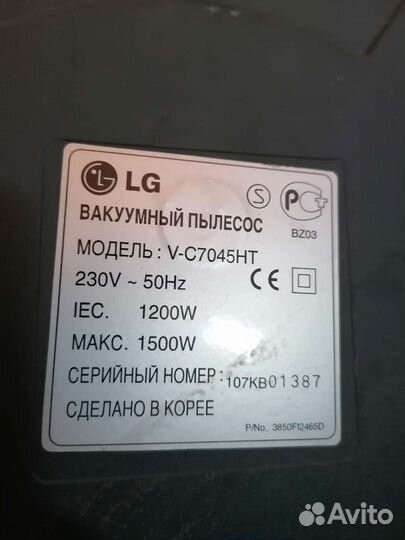 LG
S
PCT
BZ03
ВАКУУМНЫЙ ПЫЛЕСОС
МОДЕЛЬ : V-C7045HT
230V ~ 50Hz
CE
IEC. 1200W
МАКС. 1500W
СЕРИЙНЫЙ НОМЕР : 107KB01387
СДЕЛАНО В КОРЕЕ
P/No.. 3850FI2465D
Avito